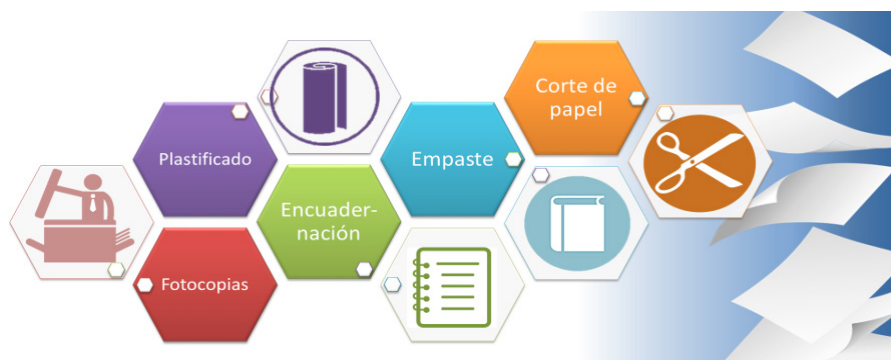 Corte de
papel
Plastificado
Empaste
Encuader-
nación
Fotocopias